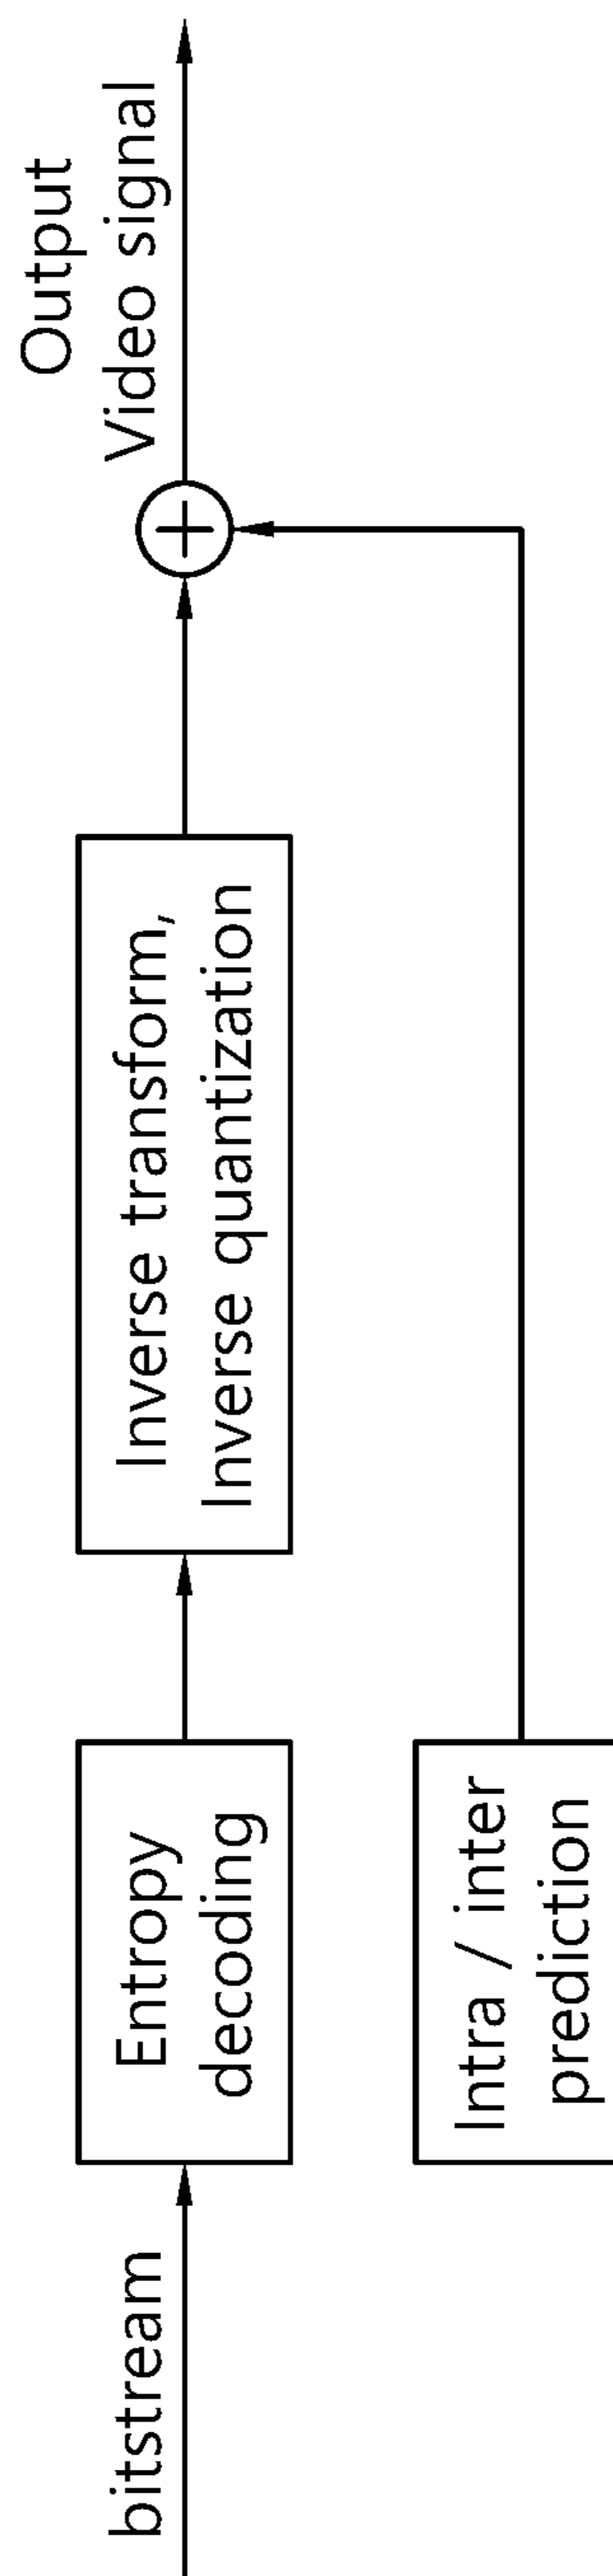 bitstream
Entropy
decoding
Inverse transform,
Inverse quantization
Output
Video signal
Intra / inter
prediction